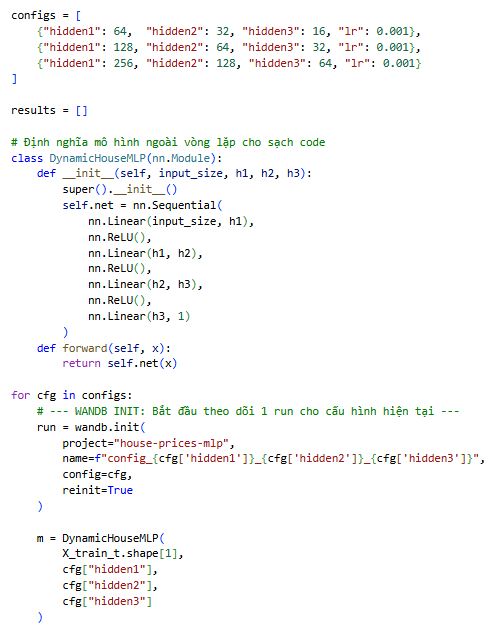 configs = [
    {"hidden1": 64,  "hidden2": 32, "hidden3": 16, "lr": 0.001},
    {"hidden1": 128, "hidden2": 64, "hidden3": 32, "lr": 0.001},
    {"hidden1": 256, "hidden2": 128, "hidden3": 64, "lr": 0.001}
]
results = []
# Định nghĩa mô hình ngoài vòng lặp cho sạch code
class DynamicHouseMLP(nn.Module):
    def __init__(self, input_size, h1, h2, h3):
        super().__init__()
        self.net = nn.Sequential(
            nn.Linear(input_size, h1),
            nn.ReLU(),
            nn.Linear(h1, h2),
            nn.ReLU(),
            nn.Linear(h2, h3),
            nn.ReLU(),
            nn.Linear(h3, 1)
        )
    def forward(self, x):
        return self.net(x)
for cfg in configs:
    # --- WANDB INIT: Bắt đầu theo dõi 1 run cho cấu hình hiện tại ---
    run = wandb.init(
        project="house-prices-mlp",
        name=f"config_{cfg['hidden1']}_{cfg['hidden2']}_{cfg['hidden3']}",
        config=cfg,
        reinit=True
    )
    m = DynamicHouseMLP(
        X_train_t.shape[1],
        cfg["hidden1"],
        cfg["hidden2"],
        cfg["hidden3"]
    )